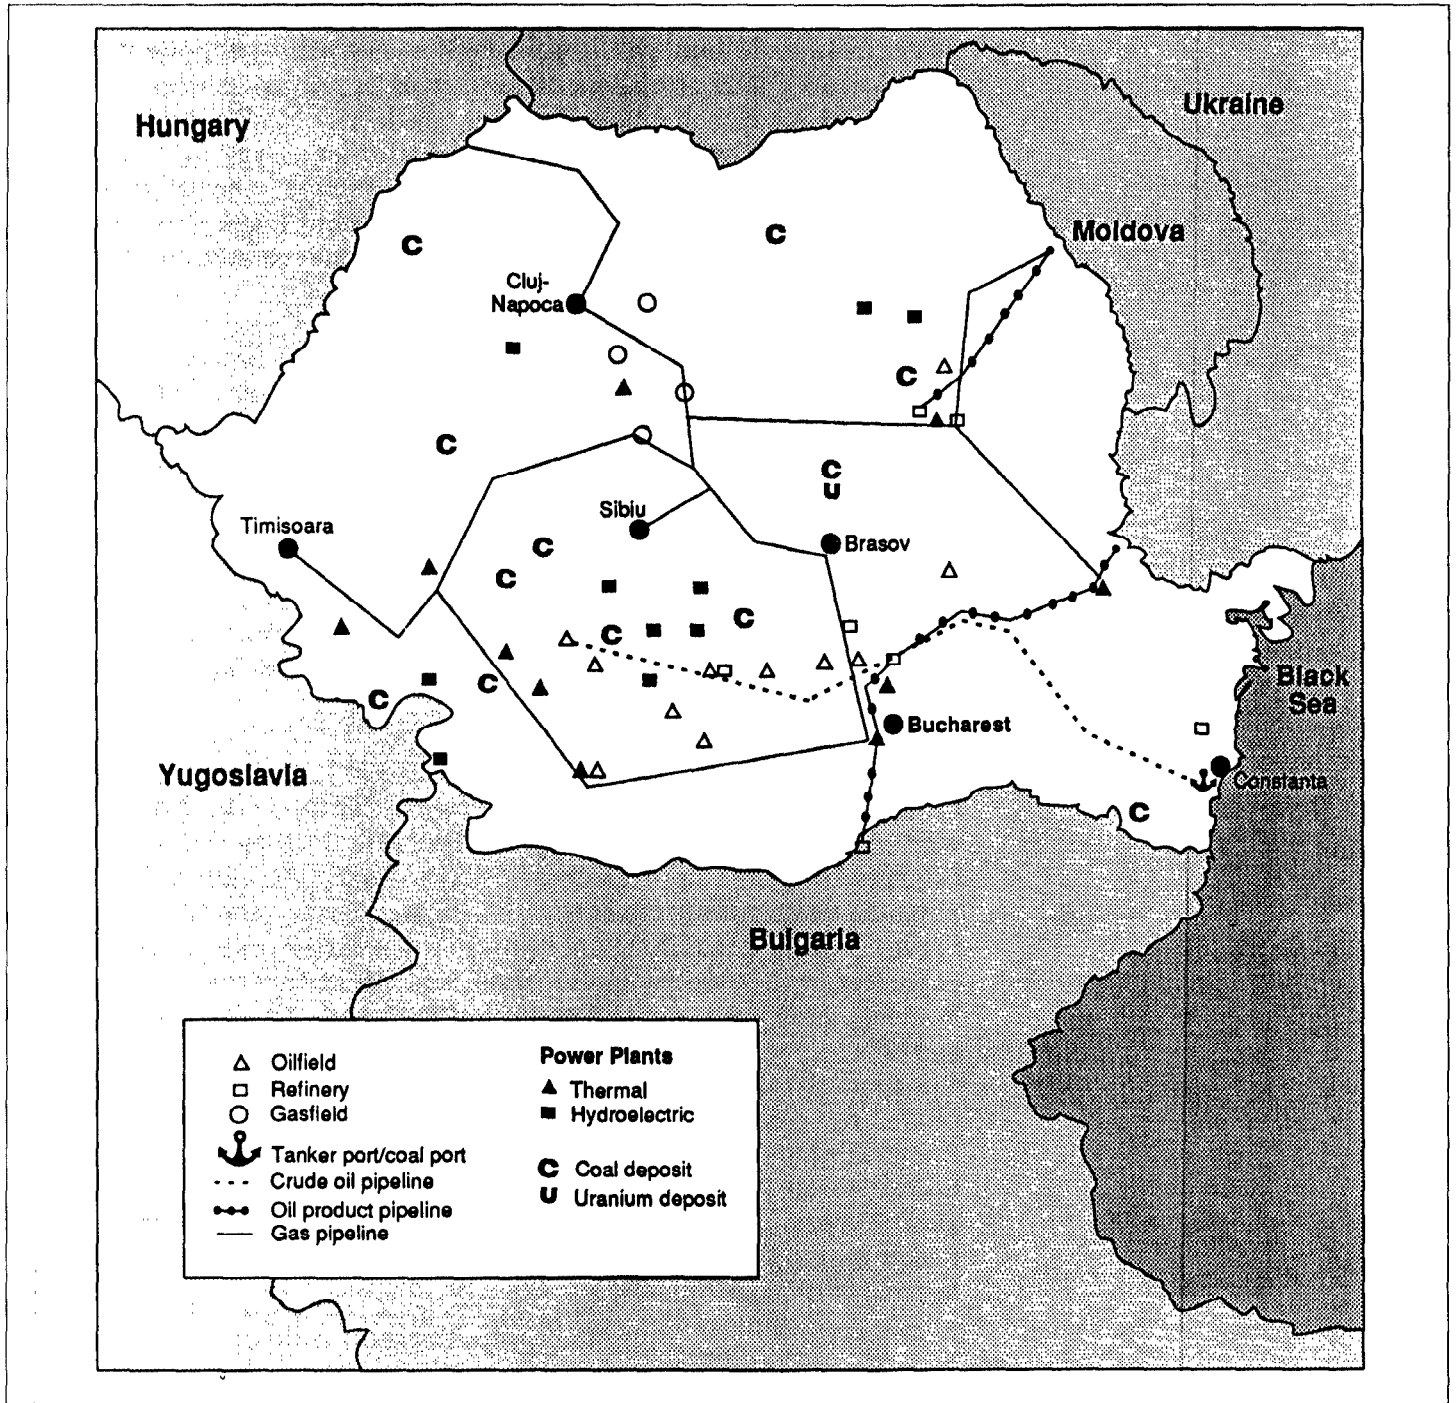 Hungary
Ukraine
Moldova
C
C
Cluj-
Napoca
C
C
C
U
Sibiu
Timisoara
Brasov
C
C
C
C
C
C
Black
Sea
Bucharest
Yugoslavia
Constanta
C
Bulgaria
Oilfield
Refinery
Gasfield
Tanker port/coal port
Crude oil pipeline
Oil product pipeline
Gas pipeline
Power Plants
Thermal
Hydroelectric
C Coal deposit
U Uranium deposit